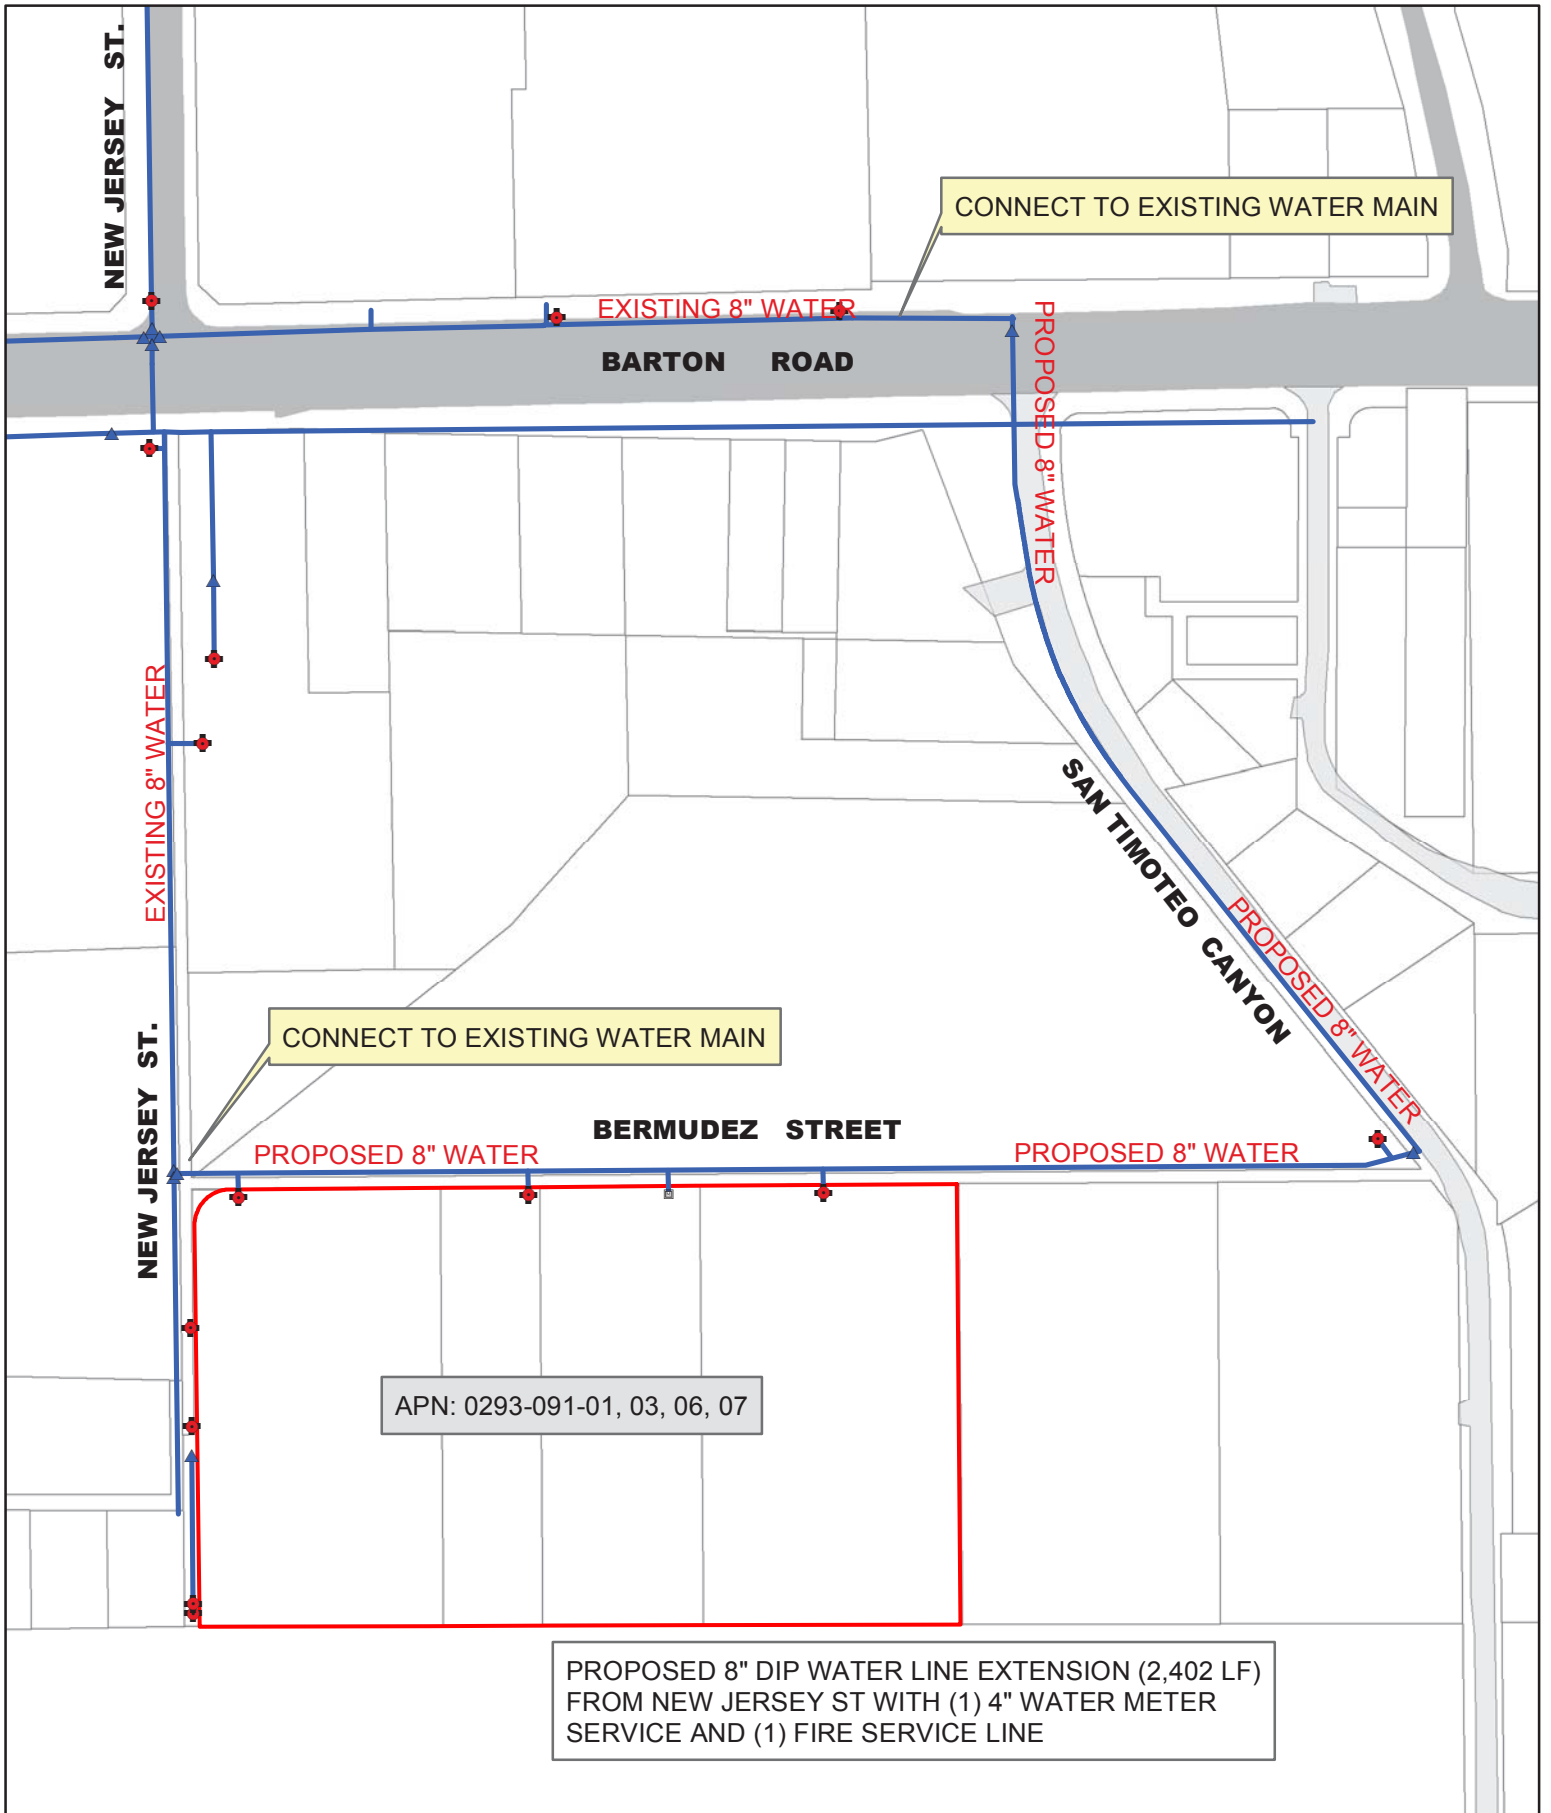 NEW JERSEY ST.
CONNECT TO EXISTING WATER MAIN
EXISTING 8" WATER
PROPOSED 8" WATER
BARTON ROAD
EXISTING 8" WATER
SAN TIMOTEO CANYON
PROPOSED 8" WATER
CONNECT TO EXISTING WATER MAIN
NEW JERSEY ST.
BERMUDEZ STREET
PROPOSED 8" WATER
PROPOSED 8" WATER
APN: 0293-091-01, 03, 06, 07
PROPOSED 8" DIP WATER LINE EXTENSION (2,402 LF)
FROM NEW JERSEY ST WITH (1) 4" WATER METER
SERVICE AND (1) FIRE SERVICE LINE